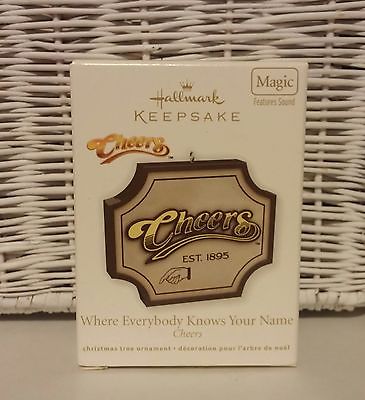 Hallmark
KEEPSAKE
Magic
Features Sound
Cheers
Cheers
EST. 1895
Where Everybody Knows Your Name
Cheers
christmas tree ornament • décoration pour l'arbre de noël